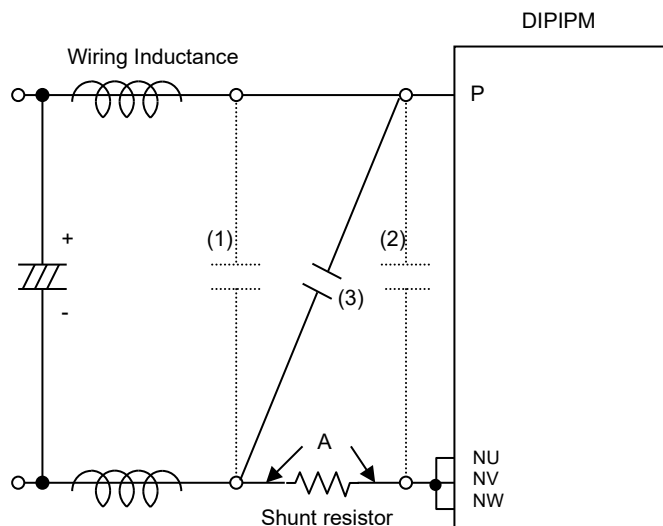 DIPIPM
Wiring Inductance
P
+
(1)
(2)
(3)
-
A
NU
NV
NW
Shunt resistor